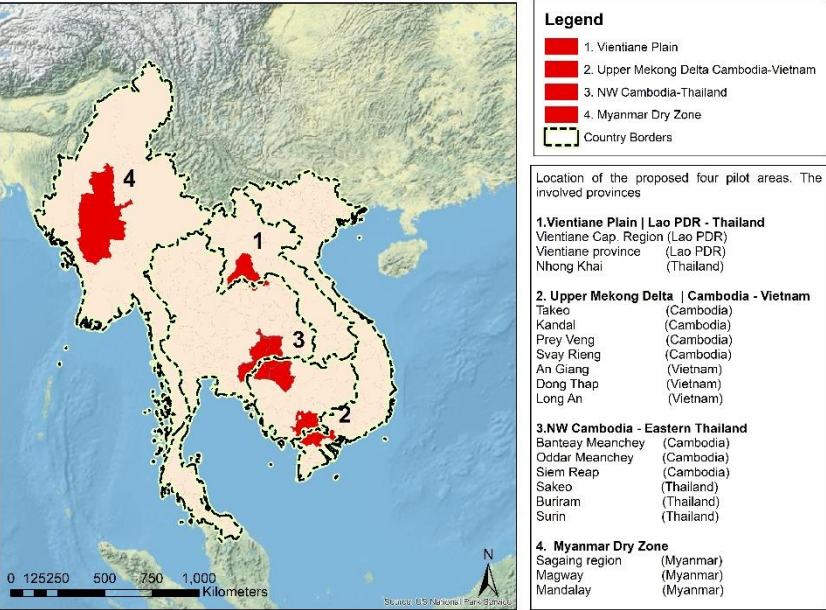 4
1
3
2
N
0 125250 500 750 1,000
Kilometers
Source: US National Park Service
Legend
1. Vientiane Plain
2. Upper Mekong Delta Cambodia-Vietnam
3. NW Cambodia-Thailand
4. Myanmar Dry Zone
Country Borders
Location of the proposed four pilot areas. The
involved provinces
1.Vientiane Plain | Lao PDR - Thailand
Vientiane Cap. Region (Lao PDR)
Vientiane province (Lao PDR)
Nhong Khai (Thailand)
2. Upper Mekong Delta | Cambodia - Vietnam
Takeo (Cambodia)
Kandal (Cambodia)
Prey Veng (Cambodia)
Svay Rieng (Cambodia)
An Giang (Vietnam)
Dong Thap (Vietnam)
Long An (Vietnam)
3.NW Cambodia - Eastern Thailand
Banteay Meanchey (Cambodia)
Oddar Meanchey (Cambodia)
Siem Reap (Cambodia)
Sakeo (Thailand)
Buriram (Thailand)
Surin (Thailand)
4. Myanmar Dry Zone
Sagaing region (Myanmar)
Magway (Myanmar)
Mandalay (Myanmar)